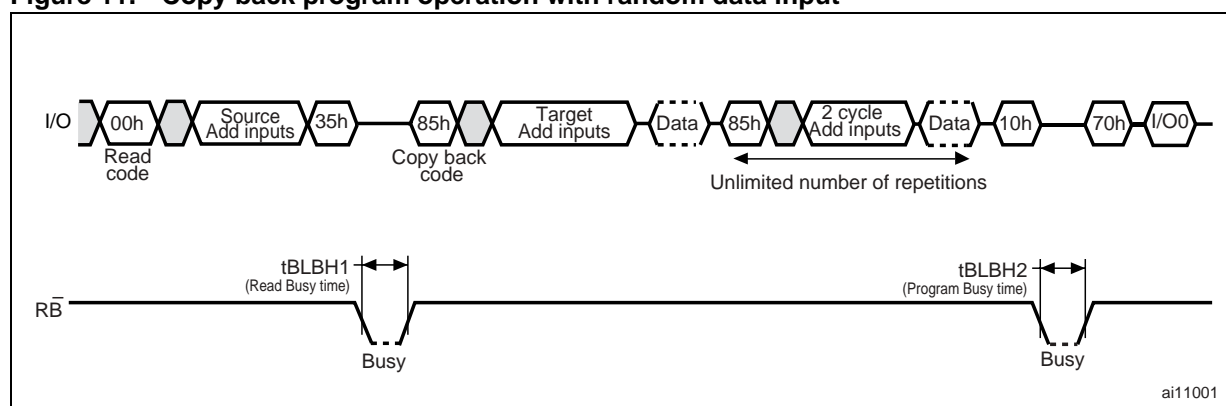 Figure 11. Copy back program operation with random data input
I/O 00h Source Add inputs 35h 85h Target Add inputs Data 85h 2 cycle Add inputs Data 10h 70h I/O0
Read code
Copy back code
Unlimited number of repetitions
tBLBH1
(Read Busy time)
tBLBH2
(Program Busy time)
RB
Busy
Busy
ai11001